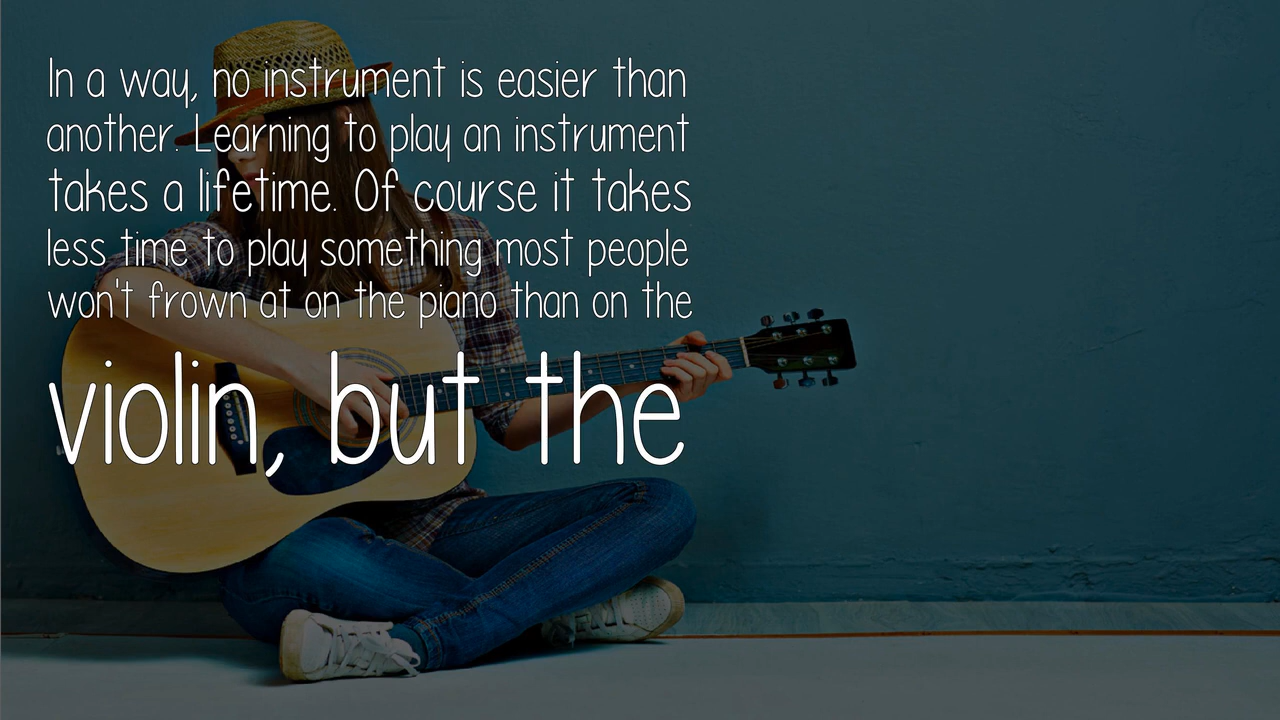 In a way, no instrument is easier than
another. Learning to play an instrument
takes a lifetime. Of course it takes
less time to play something most people
won't frown at on the piano than on the
violin, but the